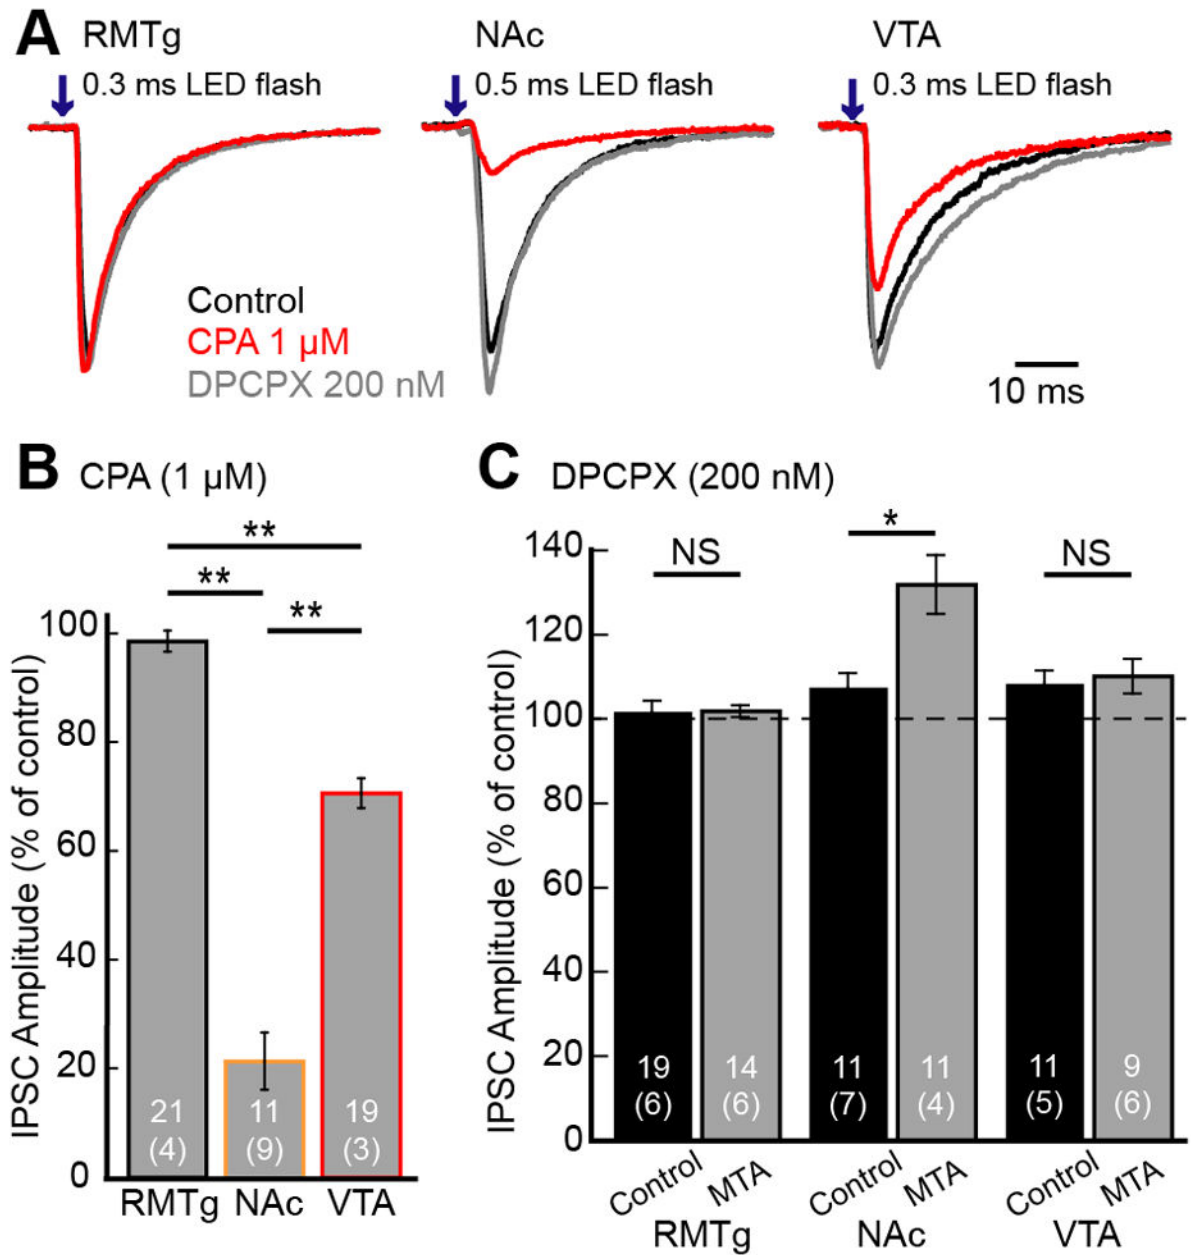 A
RMTg
NAc
VTA
0.3 ms LED flash
0.5 ms LED flash
0.3 ms LED flash
Control
CPA 1 µM
DPCPX 200 nM
10 ms
B CPA (1 µM)
**
**
**
IPSC Amplitude (% of control)
100
80
60
40
20
0
21
(4)
11
(9)
19
(3)
RMTg
NAc
VTA
C DPCPX (200 nM)
NS
*
NS
IPSC Amplitude (% of control)
140
120
100
80
60
40
20
0
19
(6)
14
(6)
11
(7)
11
(4)
11
(5)
9
(6)
Control
MTA
Control
MTA
Control
MTA
RMTg
NAc
VTA